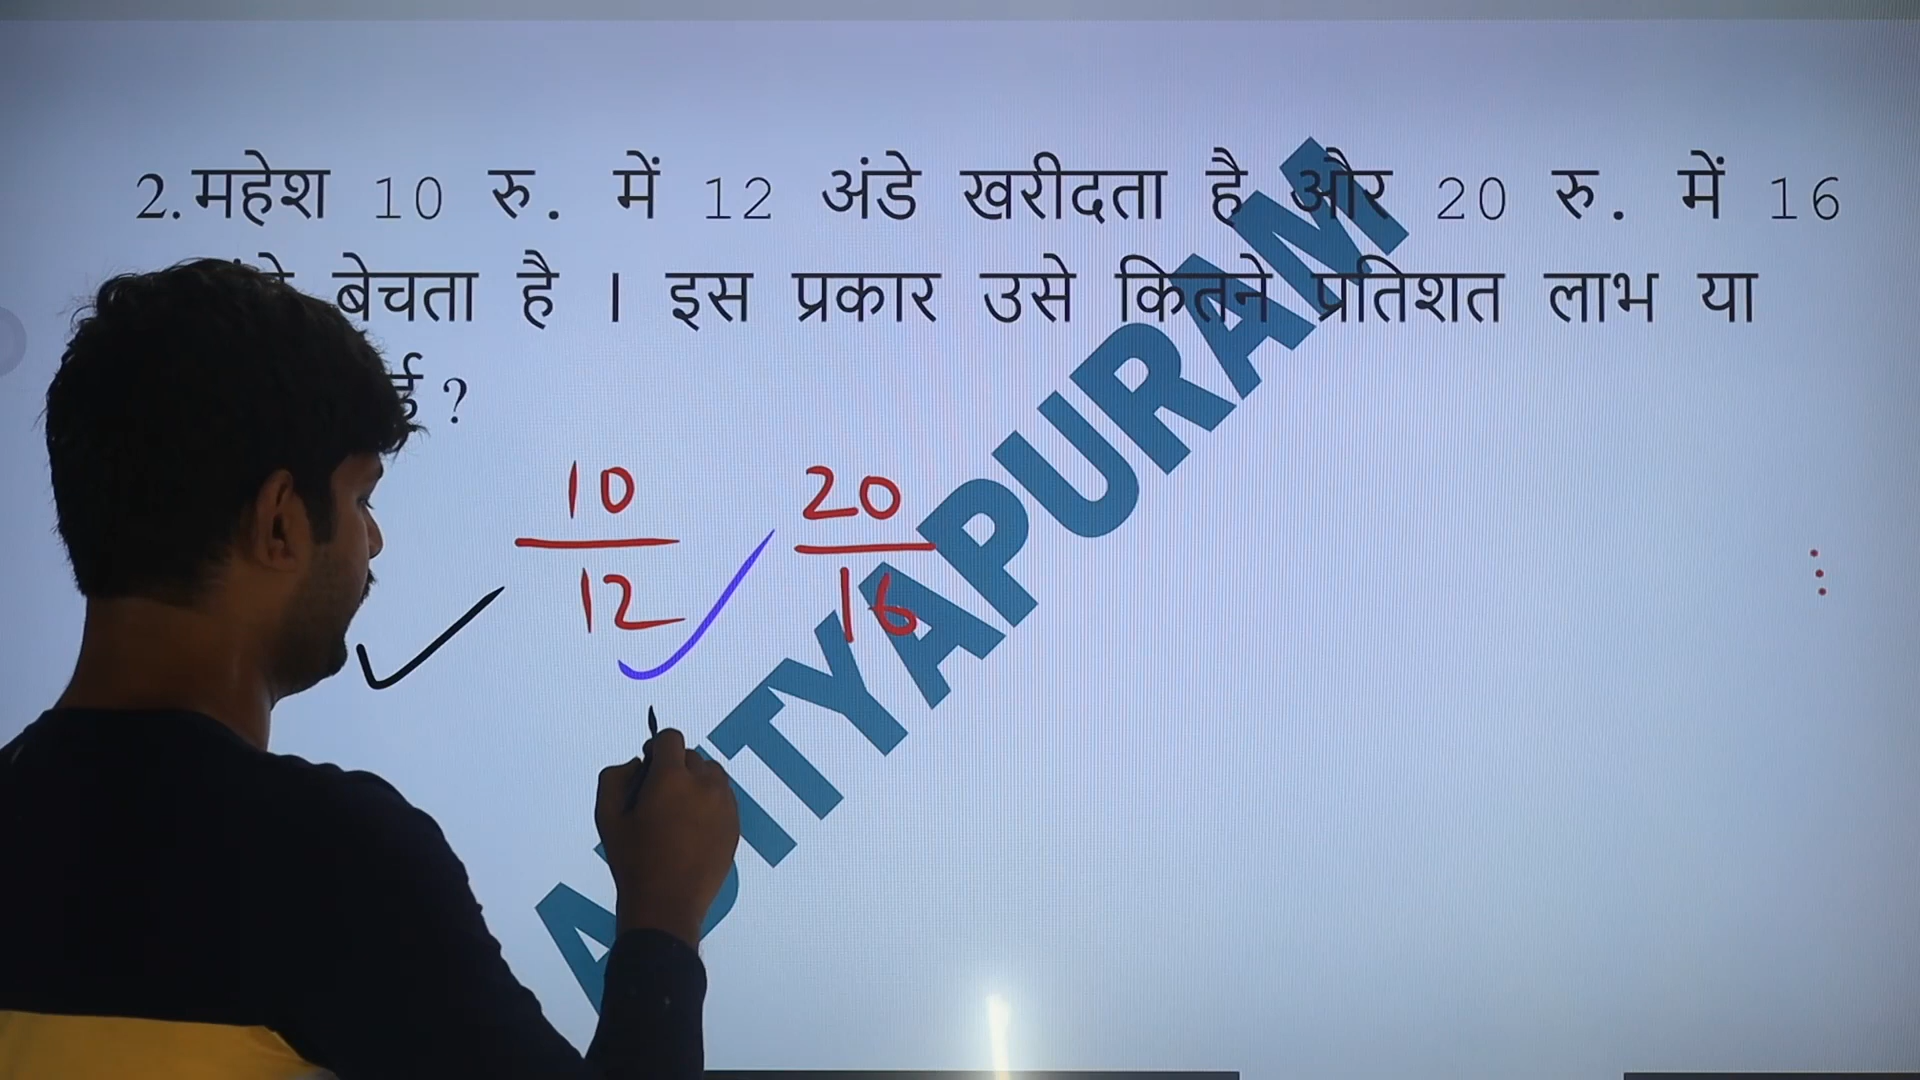 2. महेश 10 रु. में 12 अंडे खरीदता है और 20 रु. में 16
बेचता है । इस प्रकार उसे कितने प्रतिशत लाभ या
?
10 20
12 16
ADITYAPURAM